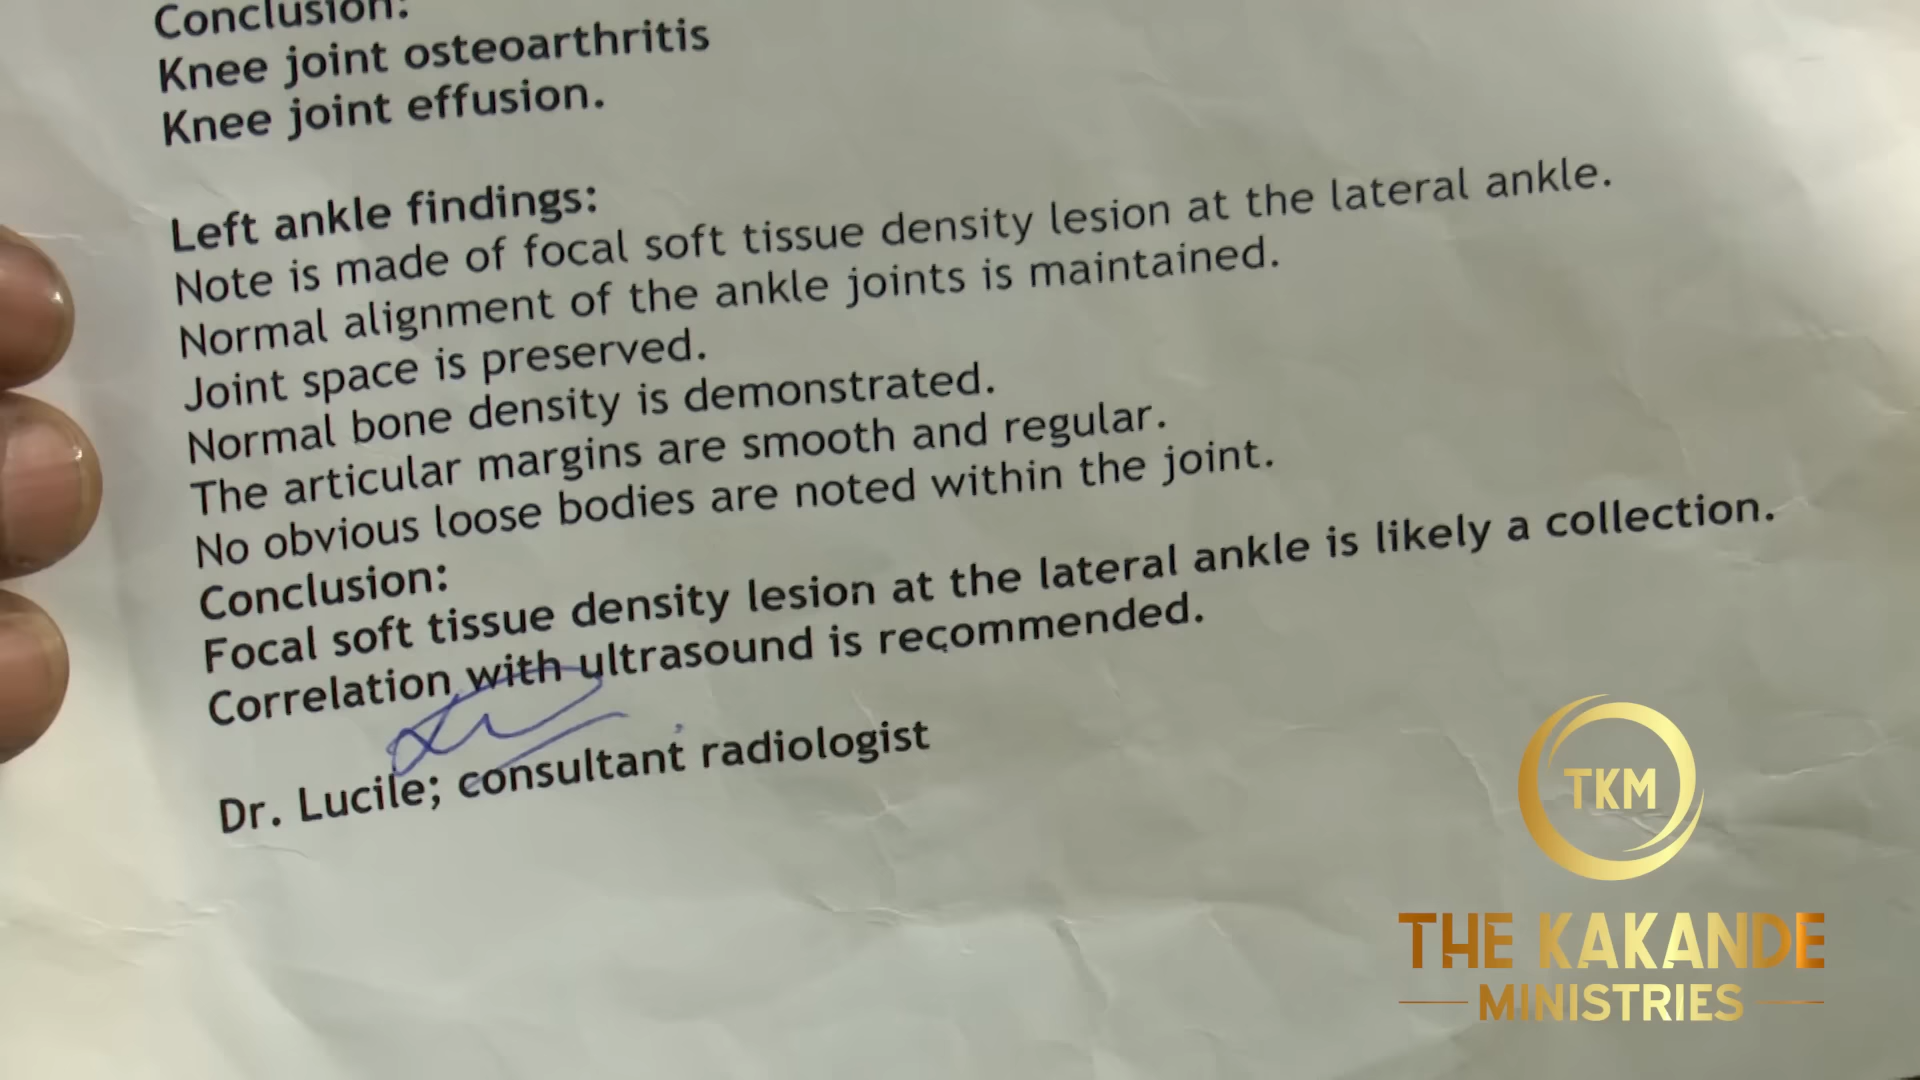 Conclusion:
Knee joint osteoarthritis
Knee joint effusion.
Left ankle findings:
Note is made of focal soft tissue density lesion at the lateral ankle.
Normal alignment of the ankle joints is maintained.
Joint space is preserved.
Normal bone density is demonstrated.
The articular margins are smooth and regular.
No obvious loose bodies are noted within the joint.
Conclusion:
Focal soft tissue density lesion at the lateral ankle is likely a collection.
Correlation with ultrasound is recommended.
Dr. Lucile; consultant radiologist
TKM
THE KAKANDE
MINISTRIES